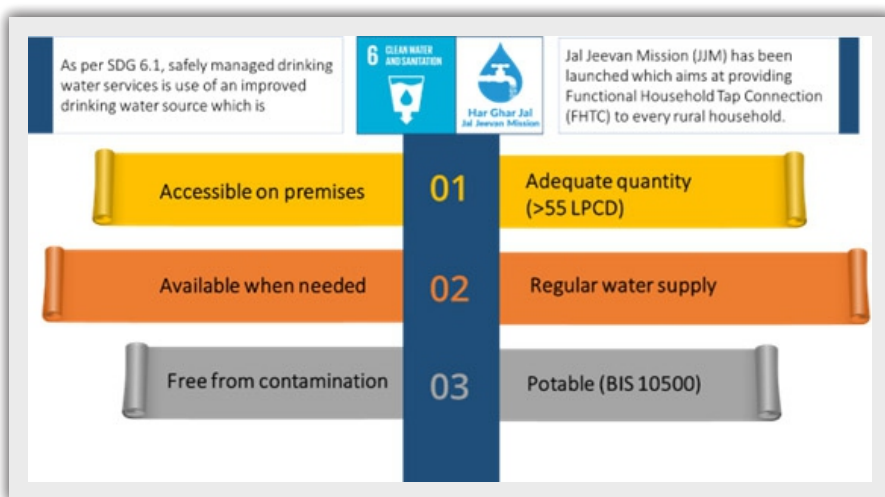 As per SDG 6.1, safely managed drinking
water services is use of an improved
drinking water source which is
6 CLEAN WATER
AND SANITATION
Har Ghar Jal
Jal Jeevan Mission
Jal Jeevan Mission (JJM) has been
launched which aims at providing
Functional Household Tap Connection
(FHTC) to every rural household.
Accessible on premises
01
Adequate quantity
(>55 LPCD)
Available when needed
02
Regular water supply
Free from contamination
03
Potable (BIS 10500)